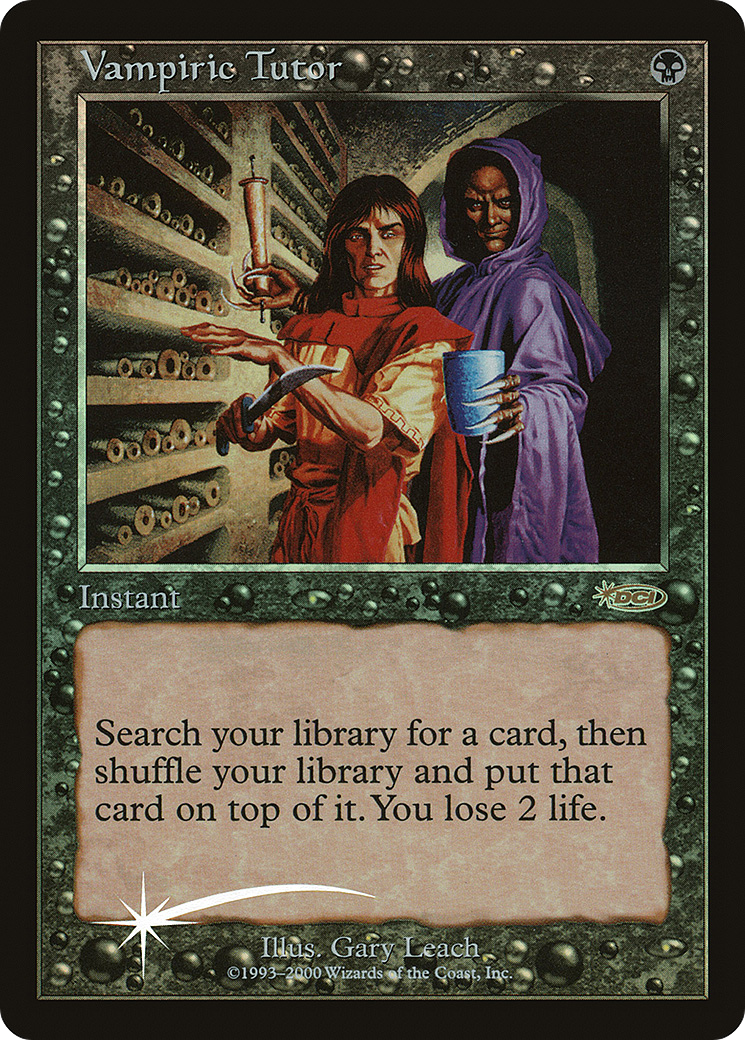 Vampiric Tutor
Instant
DCI
Search your library for a card, then
shuffle your library and put that
card on top of it. You lose 2 life.
Illus. Gary Leach
©1993–2000 Wizards of the Coast, Inc.